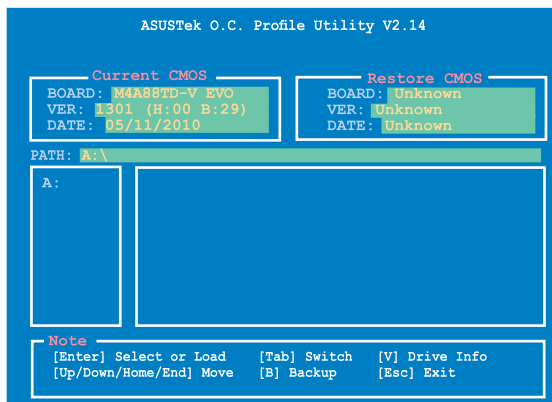 ASUSTek O.C. Profile Utility V2.14
Current CMOS
BOARD: M4A88TD-V EVO
VER: 1301 (H:00 B:29)
DATE: 05/11/2010
Restore CMOS
BOARD: Unknown
VER: Unknown
DATE: Unknown
PATH: A:\
A:
Note
[Enter] Select or Load [Tab] Switch [V] Drive Info
[Up/Down/Home/End] Move [B] Backup [Esc] Exit